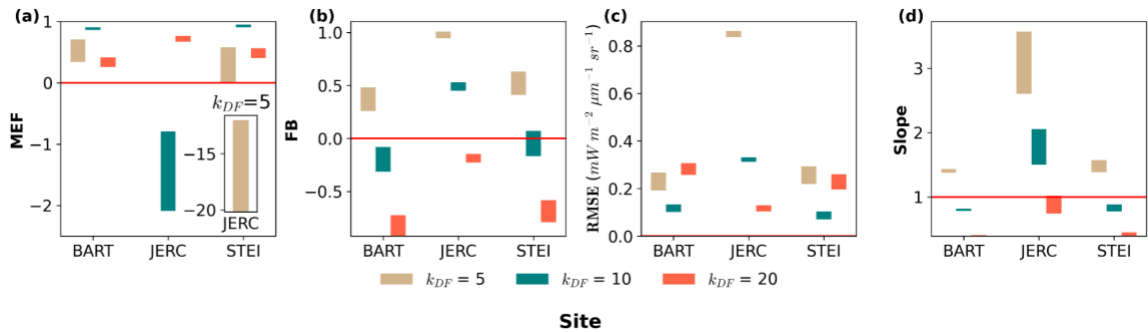 (a)
1
0
−1
−2
MEF
k_DF=5
−15
−20
JERC
BART JERC STEI
(b)
1.0
0.5
0.0
−0.5
FB
BART JERC STEI
(c)
0.8
0.6
0.4
0.2
0.0
RMSE (mW m⁻² μm⁻¹ sr⁻¹)
BART JERC STEI
(d)
3
2
1
Slope
BART JERC STEI
k_DF = 5 k_DF = 10 k_DF = 20
Site